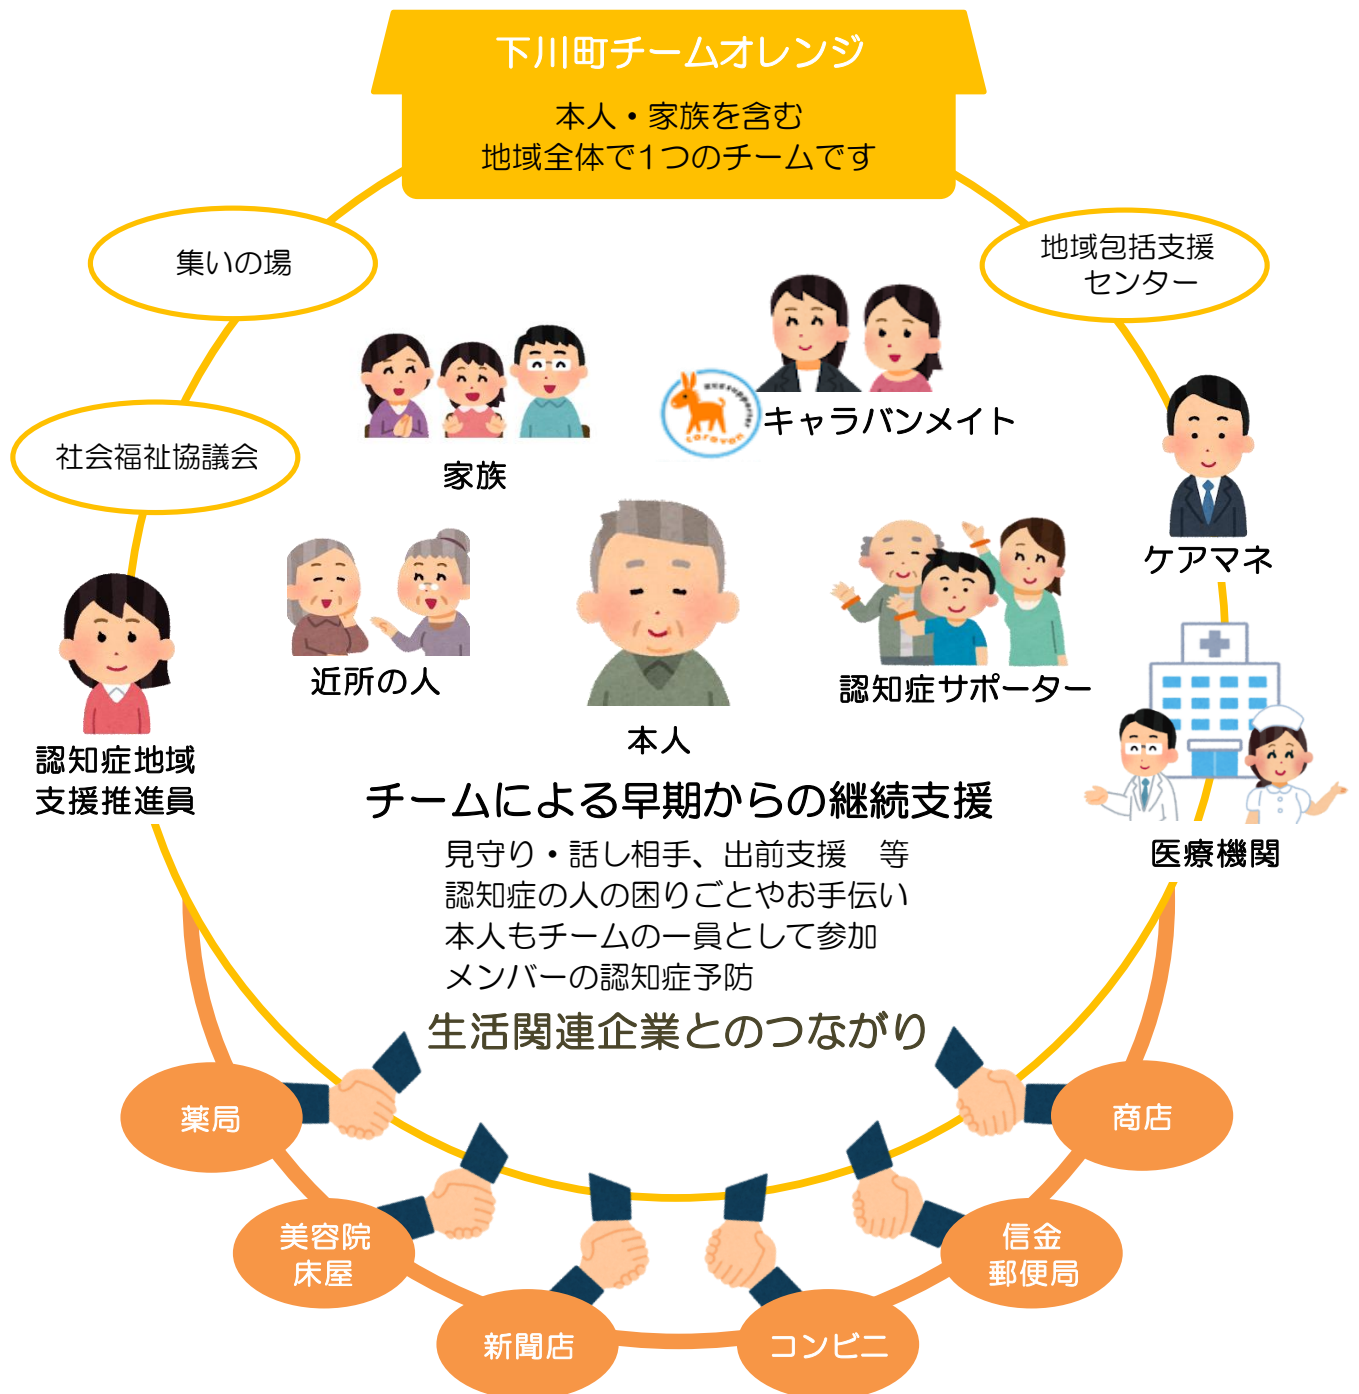 下川町チームオレンジ
本人・家族を含む
地域全体で1つのチームです
集いの場
地域包括支援
センター
社会福祉協議会
家族
caravan
キャラバンメイト
ケアマネ
近所の人
本人
認知症サポーター
認知症地域
支援推進員
医療機関
チームによる早期からの継続支援
見守り・話し相手、出前支援　等
認知症の人の困りごとやお手伝い
本人もチームの一員として参加
メンバーの認知症予防
生活関連企業とのつながり
薬局
商店
美容院
床屋
信金
郵便局
新聞店
コンビニ